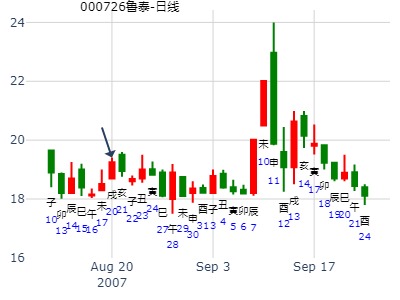 000726鲁泰-日线
24
22
20
18
16
子
10
卯
13
辰
14
巳
15
午
16
未
17
戌
20
亥
21
子
22
丑
23
寅
24
巳
27
午
28
未
29
申
30
酉
31
子
3
丑
4
寅
5
卯
6
辰
7
未
10
申
11
酉
12
戌
13
亥
14
寅
17
卯
18
辰
19
巳
20
午
21
酉
24
Aug 20
2007
Sep 3
Sep 17